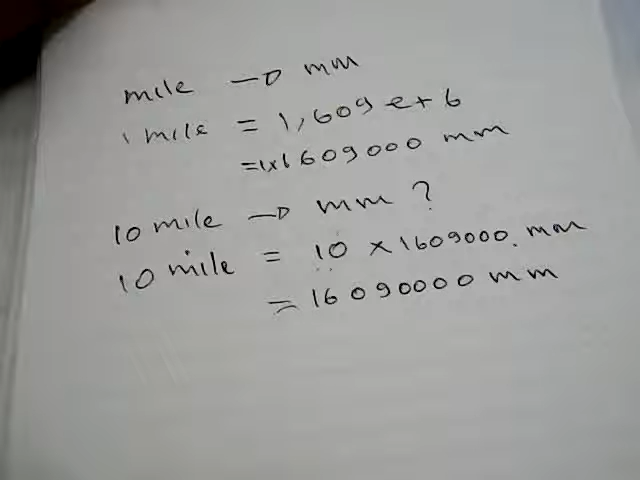 mile → mm
1 mile = 1,609 e+6
=1x1609000 mm
10 mile → mm ?
10 mile = 10 x 1609000. mm
= 16090000 mm